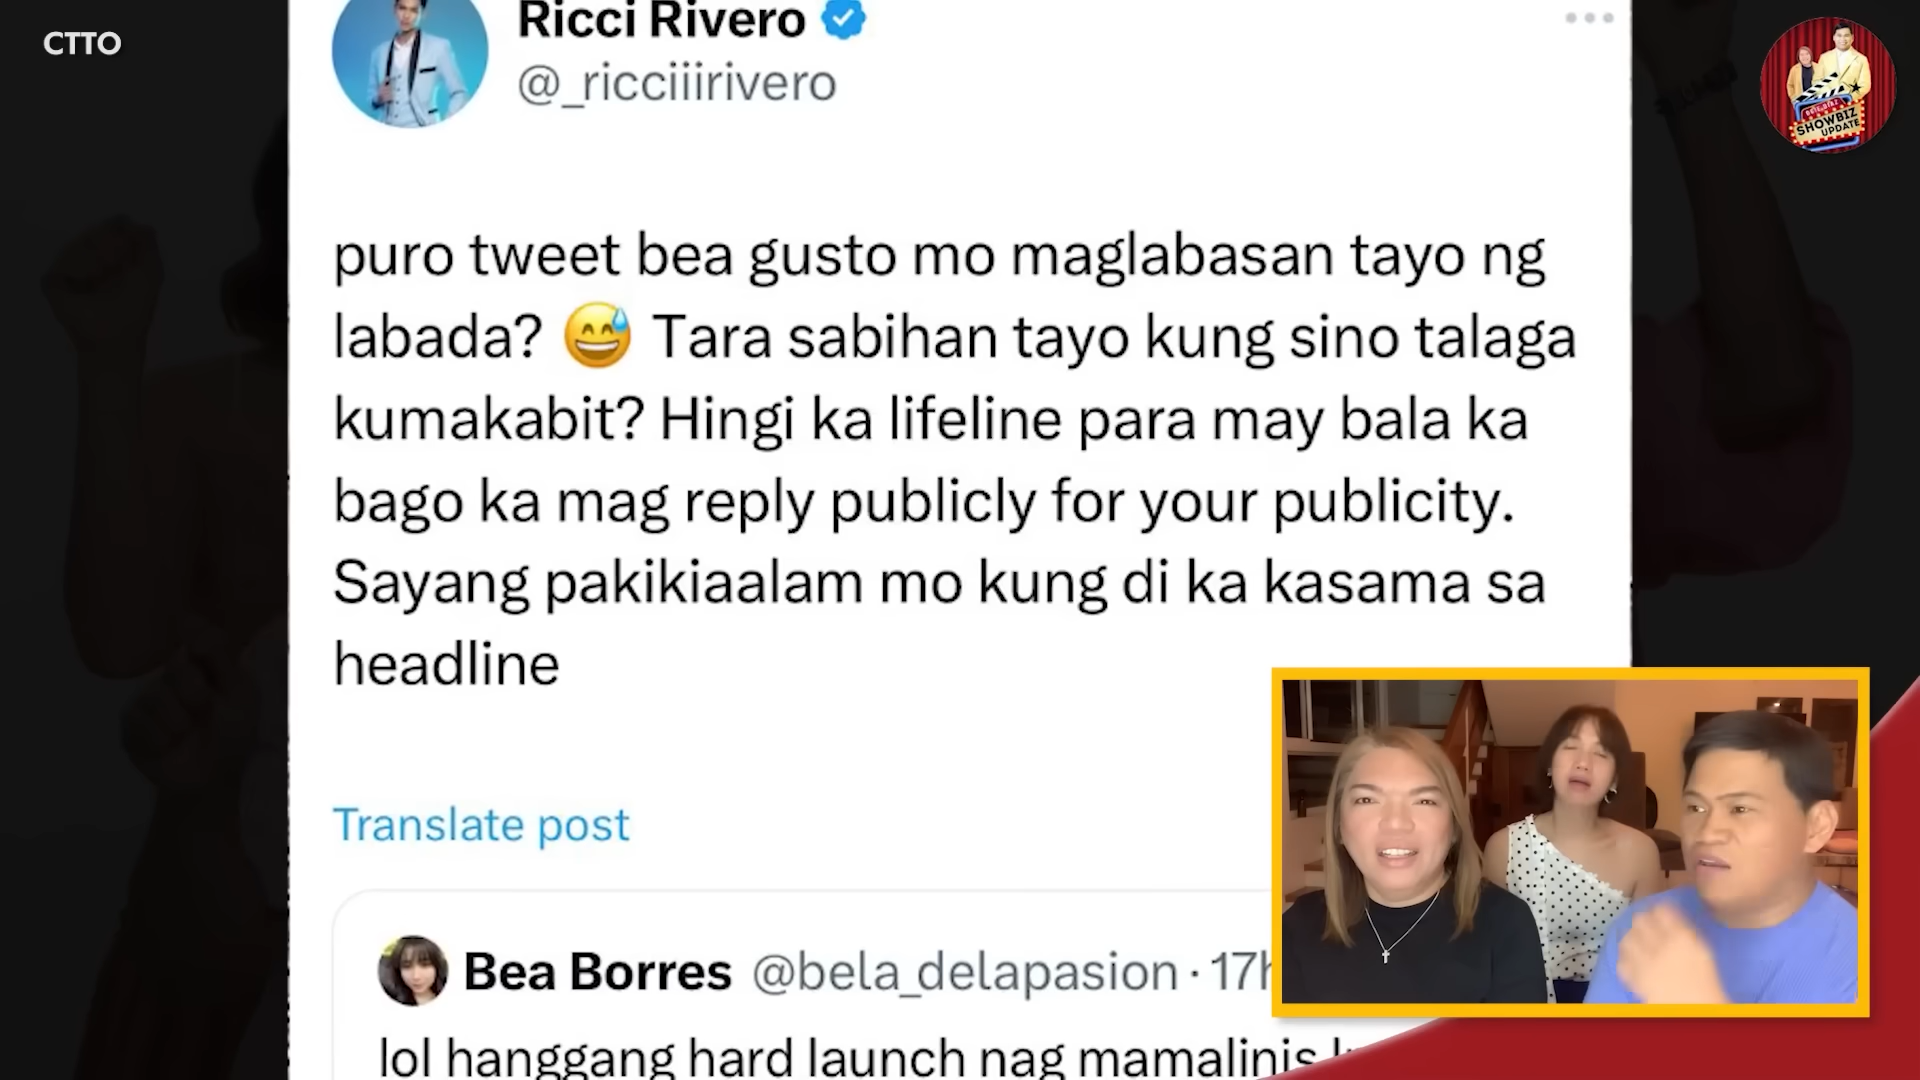 CTTO
Ricci Rivero
@_ricciiirivero
SHOWBIZ
UPDATE
puro tweet bea gusto mo maglabasan tayo ng
labada? 😅 Tara sabihan tayo kung sino talaga
kumakabit? Hingi ka lifeline para may bala ka
bago ka mag reply publicly for your publicity.
Sayang pakikiaalam mo kung di ka kasama sa
headline
Translate post
Bea Borres @bela_delapasion · 17h
lol hanggang hard launch nag mamalinis